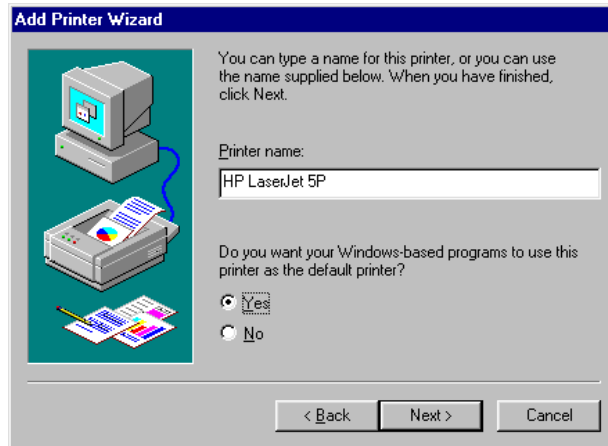 Add Printer Wizard
You can type a name for this printer, or you can use
the name supplied below. When you have finished,
click Next.
Printer name:
HP LaserJet 5P
Do you want your Windows-based programs to use this
printer as the default printer?
Yes
No
< Back
Next >
Cancel